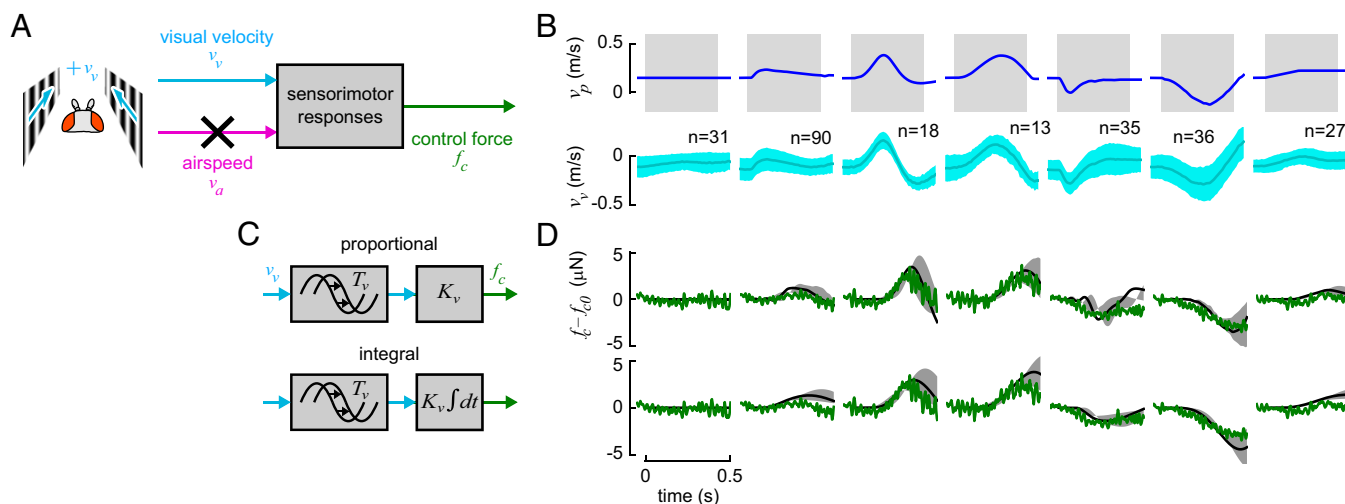 A
visual velocity
v_v
+ v_v
airspeed
v_a
sensorimotor
responses
control force
f_c
B
v_p (m/s)
0.5
0
v_v (m/s)
0
-0.5
n=31
n=90
n=18
n=13
n=35
n=36
n=27
C
proportional
v_v
T_v
K_v
f_c
integral
T_v
K_v ∫ dt
D
f_c - f_c0 (μN)
5
0
-5
5
0
-5
0
0.5
time (s)